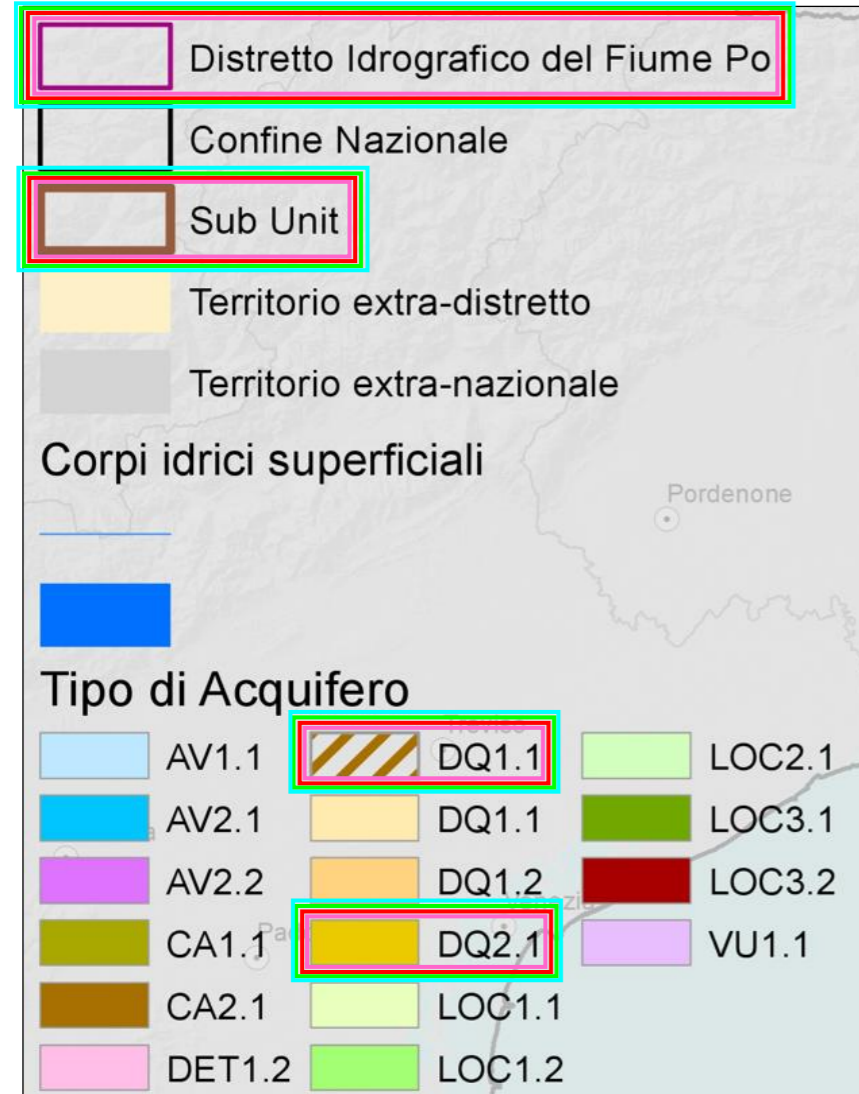 Distretto Idrografico del Fiume Po
Confine Nazionale
Sub Unit
Territorio extra-distretto
Territorio extra-nazionale
Corpi idrici superficiali
Pordenone
Tipo di Acquifero
Treviso
AV1.1 DQ1.1 LOC2.1
AV2.1 DQ1.1 LOC3.1
AV2.2 DQ1.2 LOC3.2
Venezia
CA1.1 DQ2.1 VU1.1
CA2.1 LOC1.1
DET1.2 LOC1.2